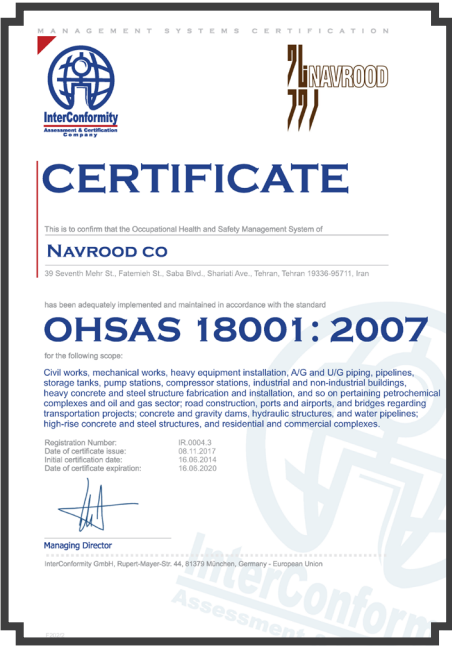 MANAGEMENT SYSTEMS CERTIFICATION
InterConformity
Assessment & Certification
Company
NAVROOD
CERTIFICATE
This is to confirm that the Occupational Health and Safety Management System of
NAVROOD CO
39 Seventh Mehr St., Fatemieh St., Saba Blvd., Shariati Ave., Tehran, Tehran 19336-95711, Iran
has been adequately implemented and maintained in accordance with the standard
OHSAS 18001: 2007
for the following scope:
Civil works, mechanical works, heavy equipment installation, A/G and U/G piping, pipelines,
storage tanks, pump stations, compressor stations, industrial and non-industrial buildings,
heavy concrete and steel structure fabrication and installation, and so on pertaining petrochemical
complexes and oil and gas sector; road construction, ports and airports, and bridges regarding
transportation projects; concrete and gravity dams, hydraulic structures, and water pipelines;
high-rise concrete and steel structures, and residential and commercial complexes.
Registration Number: IR.0004.3
Date of certificate issue: 08.11.2017
Initial certification date: 16.06.2014
Date of certificate expiration: 16.08.2020
Managing Director
InterConformity GmbH, Rupert-Mayer-Str. 44, 81379 München, Germany - European Union
InterConform
Assessment